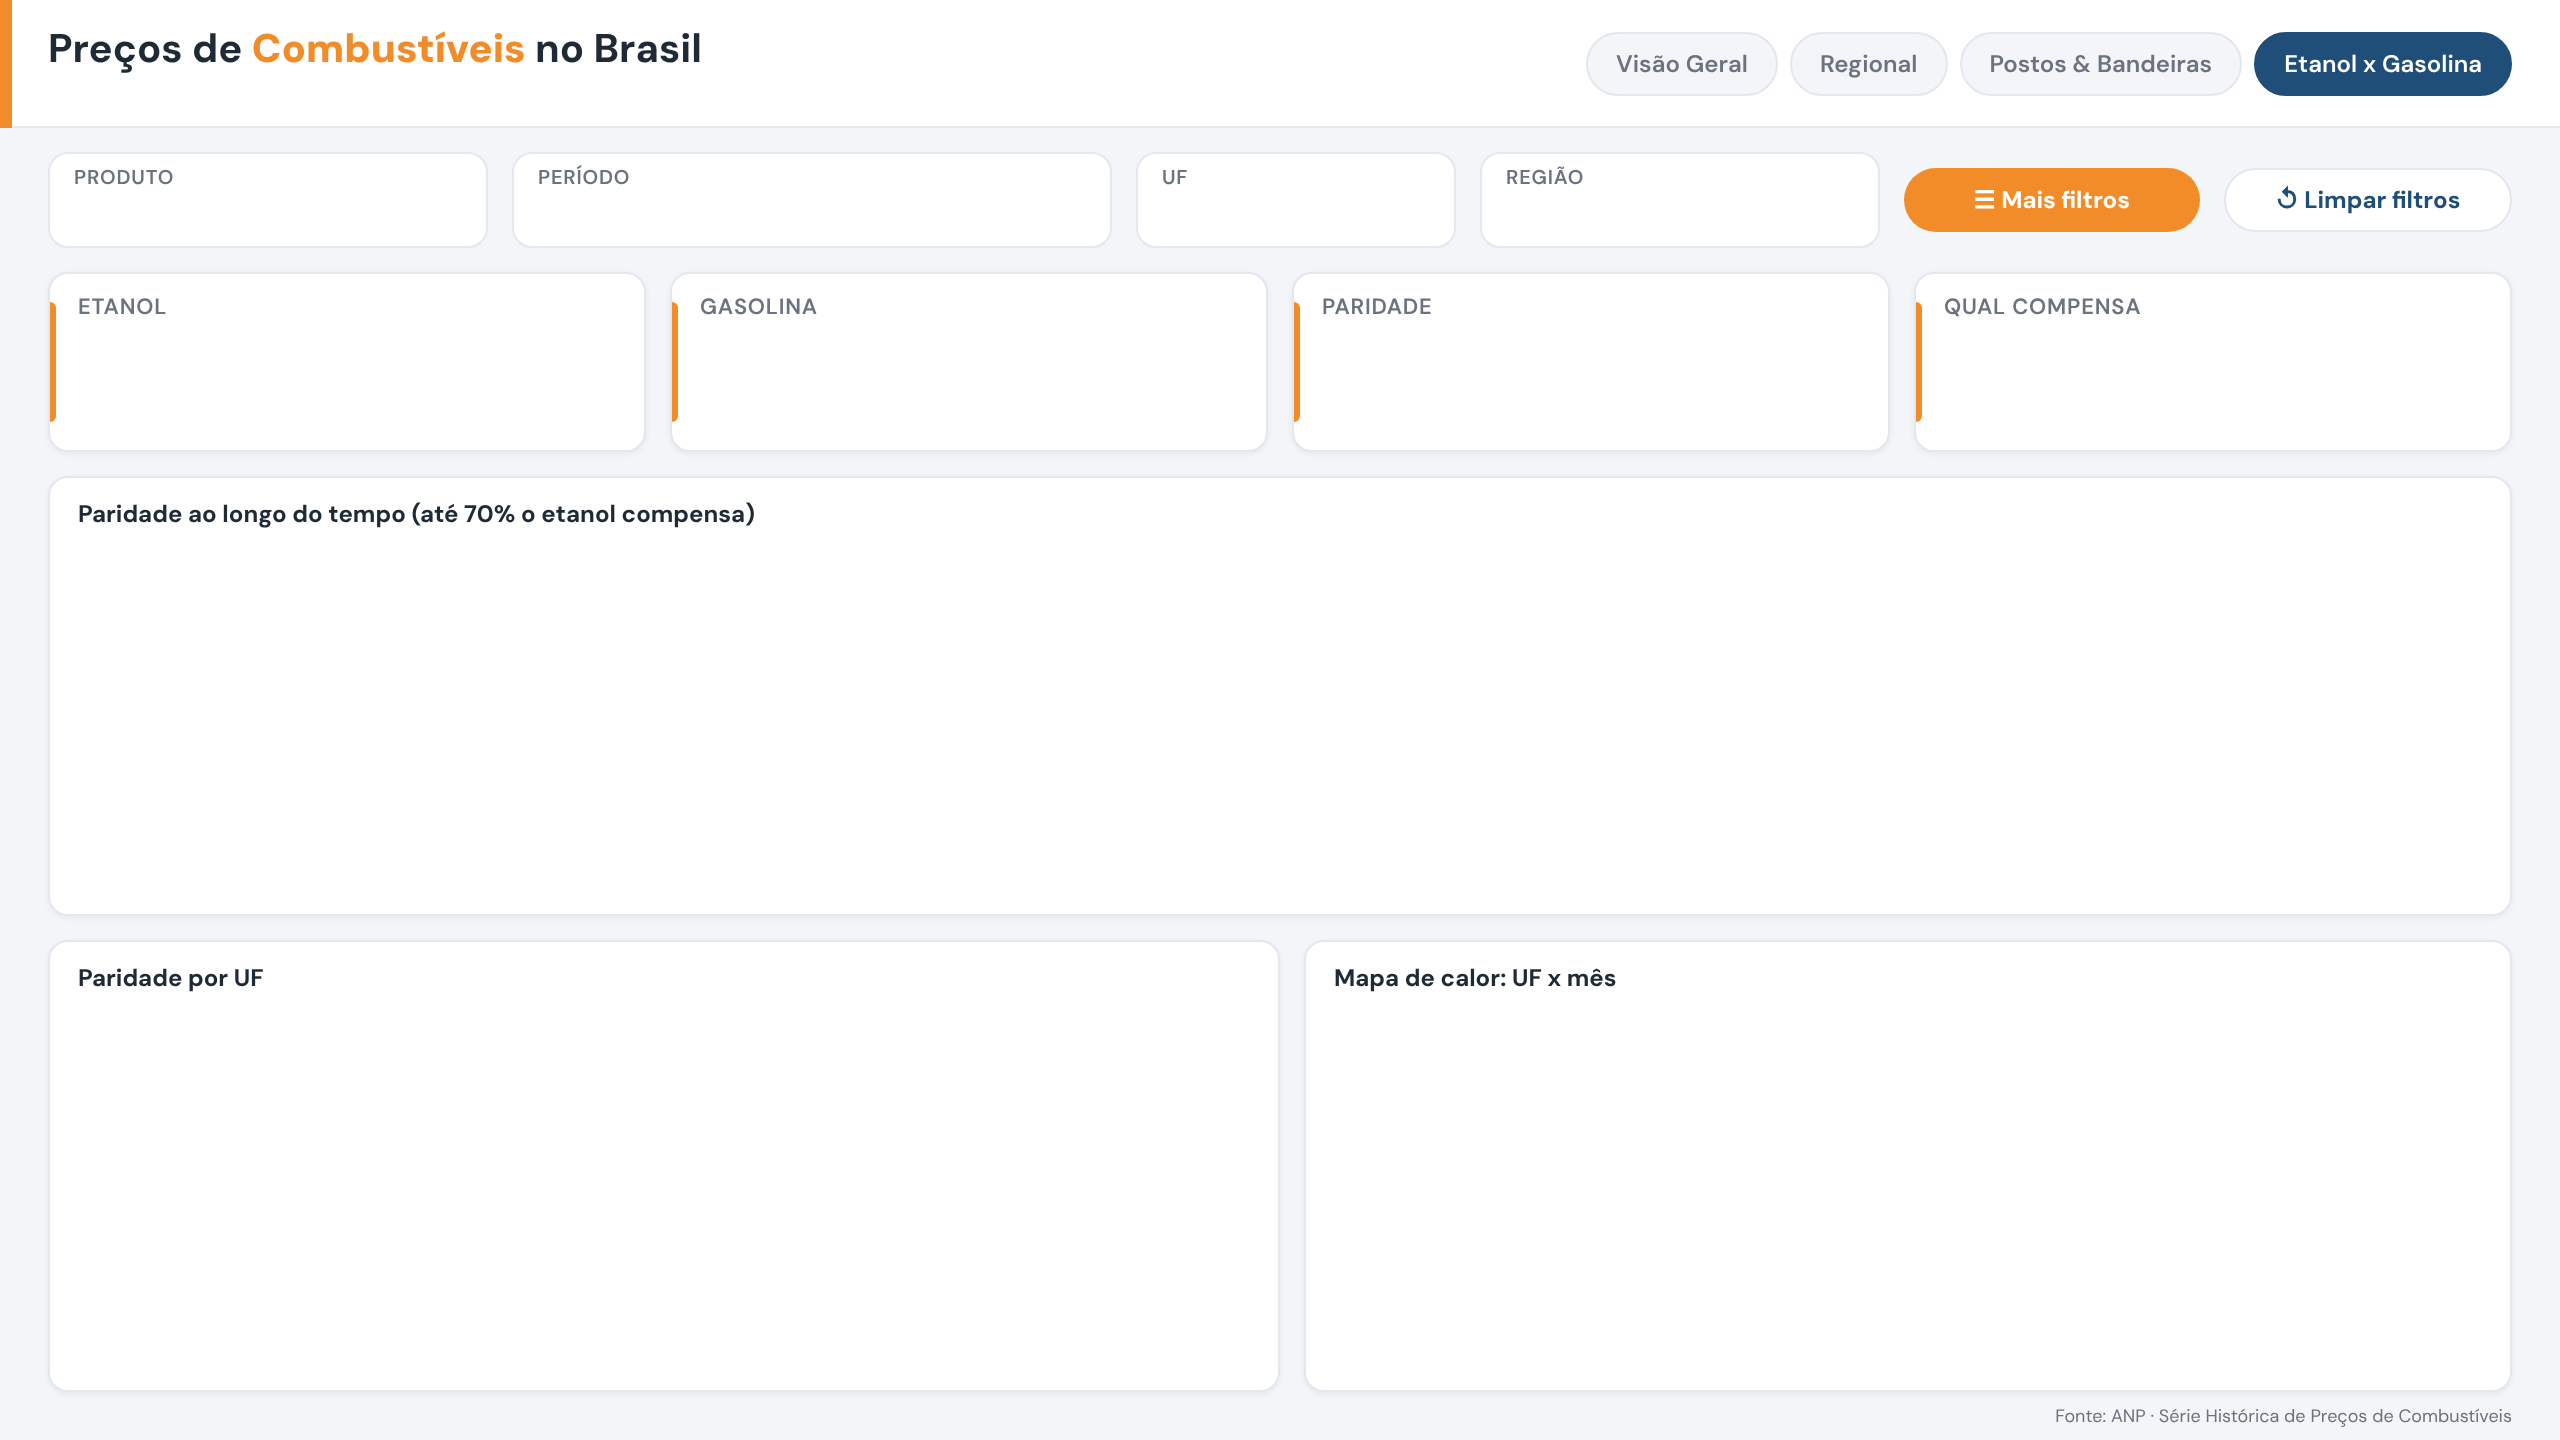 Preços de Combustíveis no Brasil
Visão Geral
Regional
Postos & Bandeiras
Etanol x Gasolina
PRODUTO
PERÍODO
UF
REGIÃO
☰ Mais filtros
↺ Limpar filtros
ETANOL
GASOLINA
PARIDADE
QUAL COMPENSA
Paridade ao longo do tempo (até 70% o etanol compensa)
Paridade por UF
Mapa de calor: UF x mês
Fonte: ANP · Série Histórica de Preços de Combustíveis